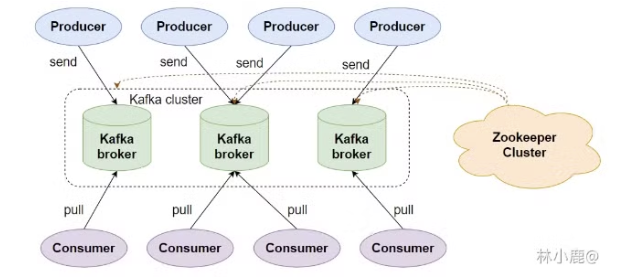 Producer Producer Producer Producer
send send send send
Kafka cluster
Kafka
broker
Kafka
broker
Kafka
broker
Zookeeper
Cluster
pull pull pull pull
Consumer Consumer Consumer Consumer
林小鹿@